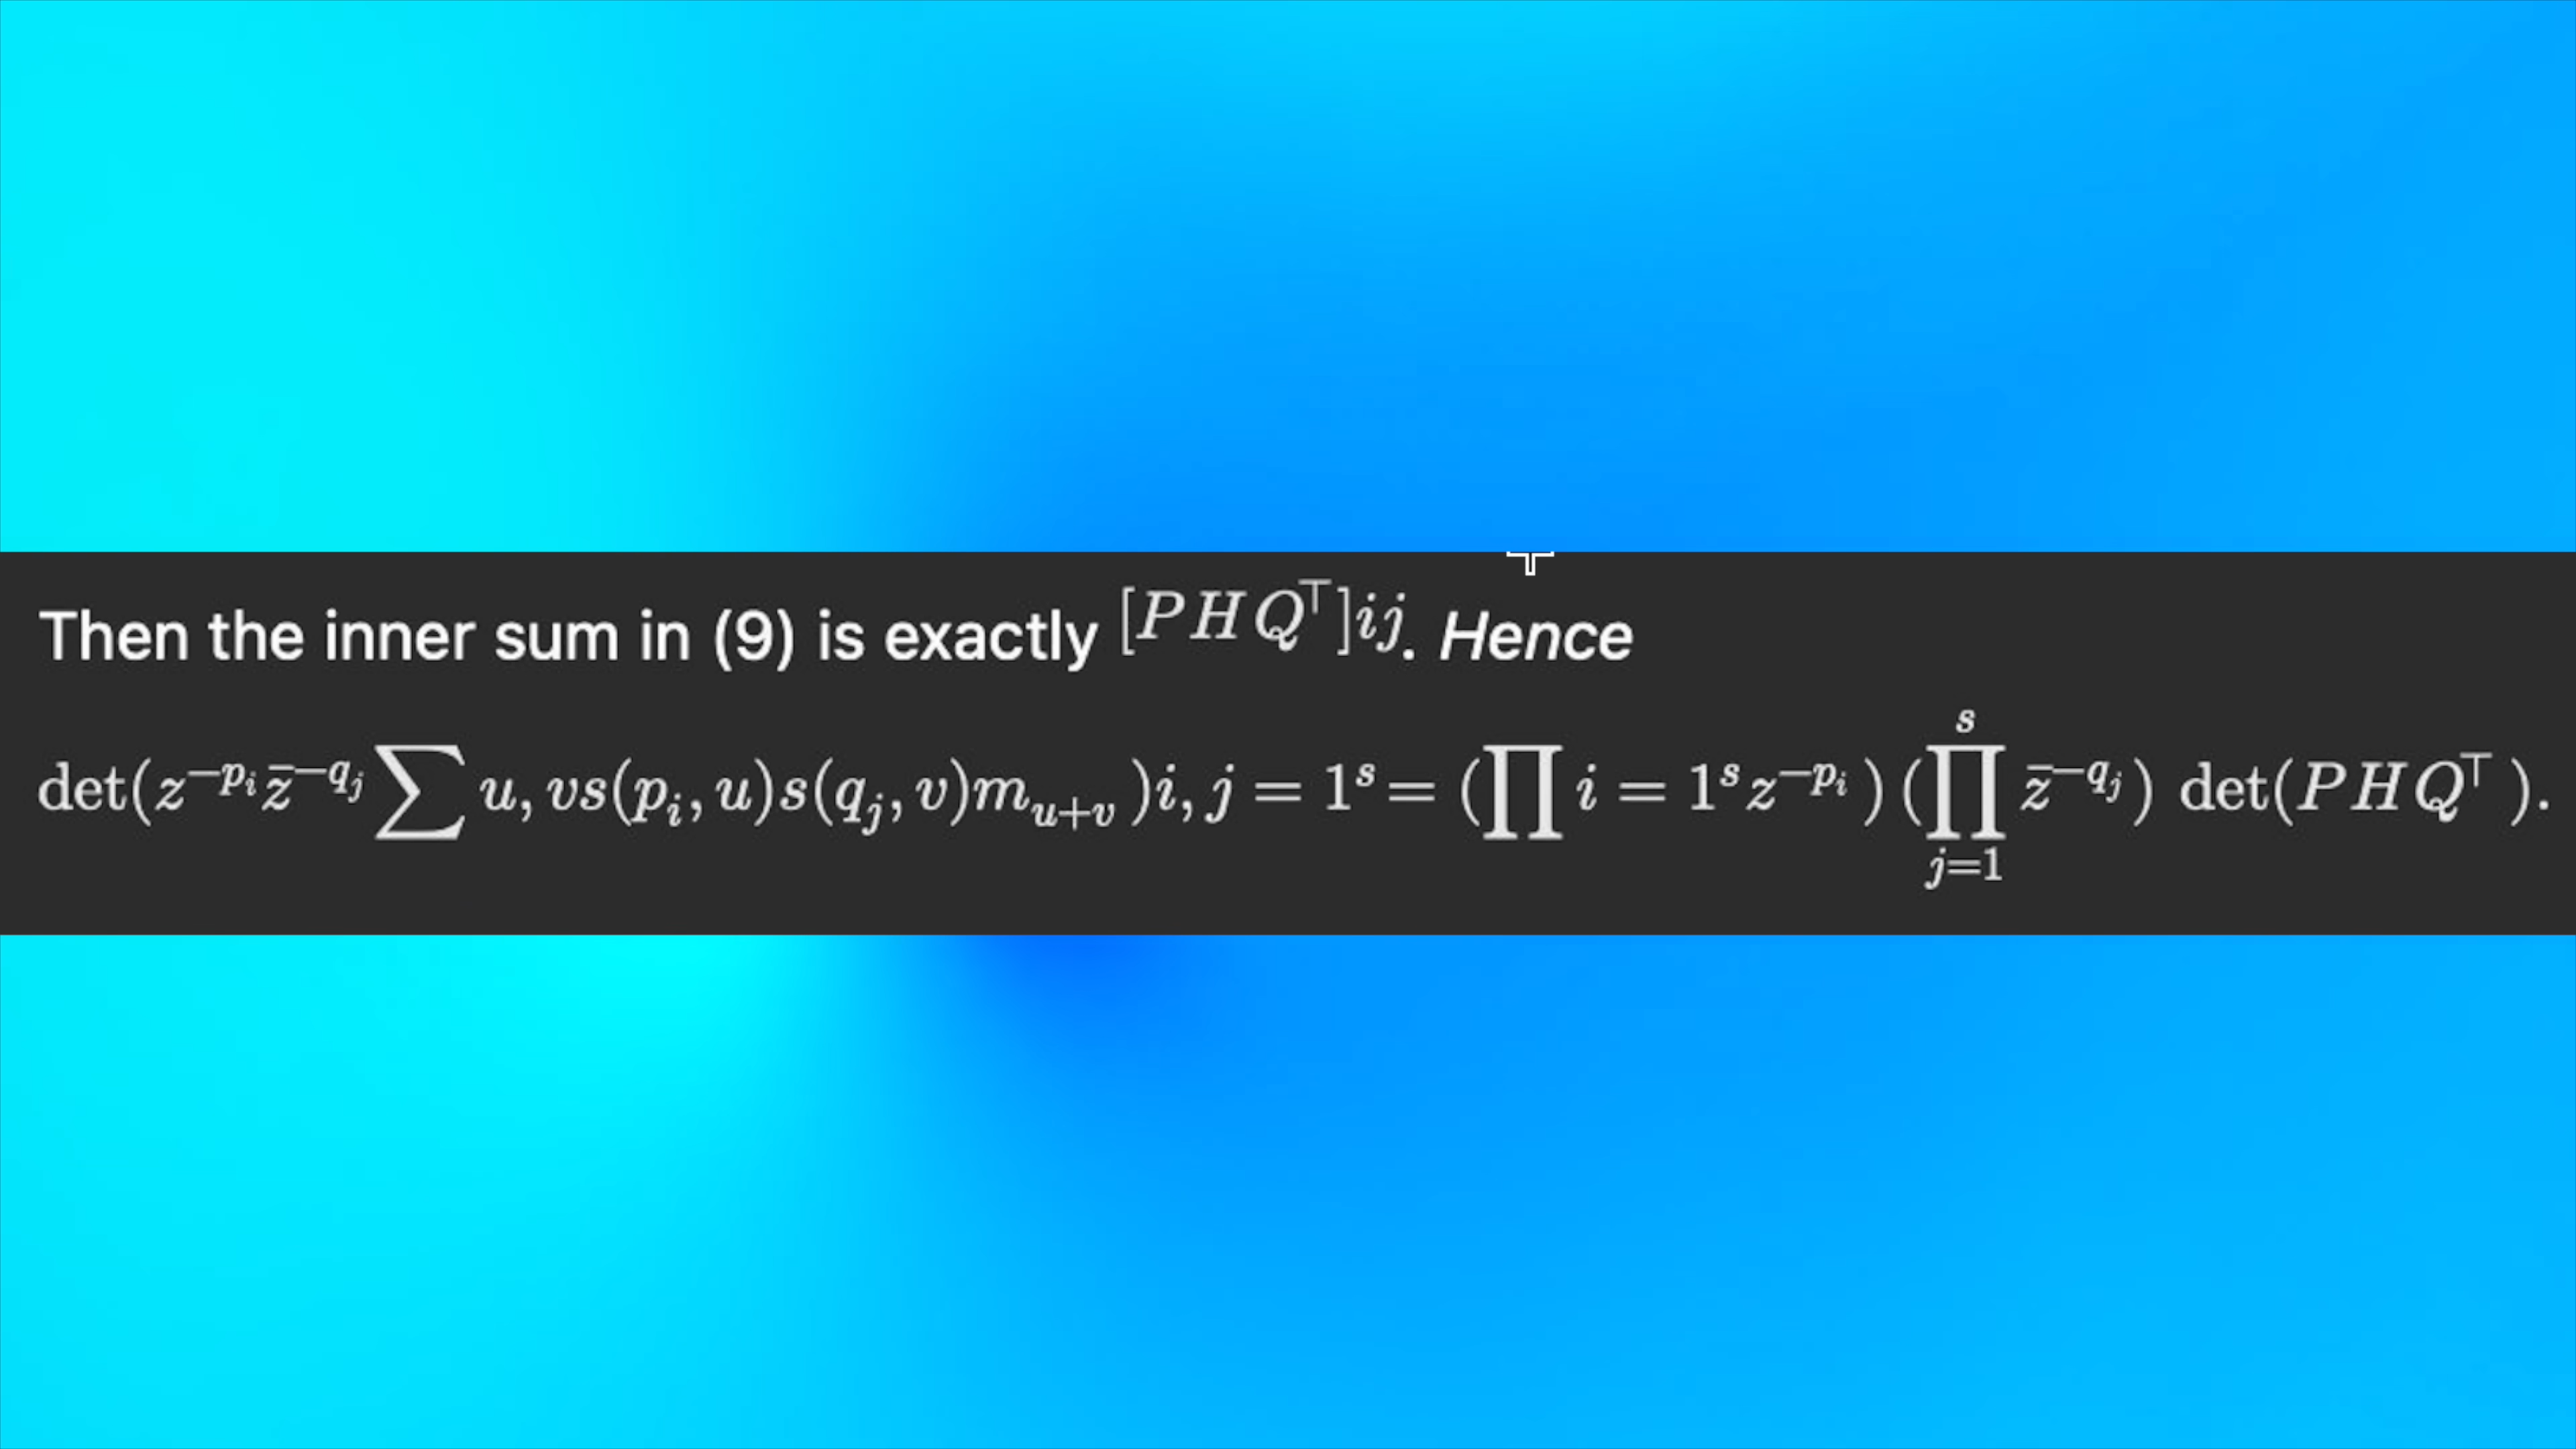 Then the inner sum in (9) is exactly [PHQ^⊤]ij. Hence
det(z^{−p_i} z̄^{−q_j} ∑ u, vs(p_i, u)s(q_j, v)m_{u+v} )i, j = 1^s = (∏ i = 1^s z^{−p_i} ) (∏_{j=1}^{s} z̄^{−q_j}) det(PHQ^⊤ ).